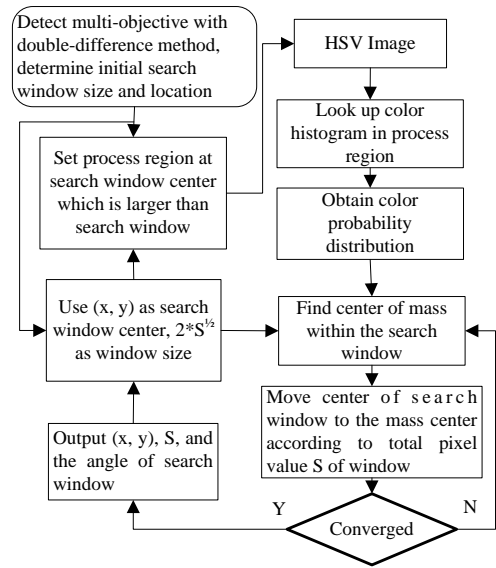 Detect multi-objective with
double-difference method,
determine initial search
window size and location
Set process region at
search window center
which is larger than
search window
Use (x, y) as search
window center, 2*S½
as window size
Output (x, y), S, and
the angle of search
window
HSV Image
Look up color
histogram in process
region
Obtain color
probability
distribution
Find center of mass
within the search
window
Move center of search
window to the mass center
according to total pixel
value S of window
Y
N
Converged